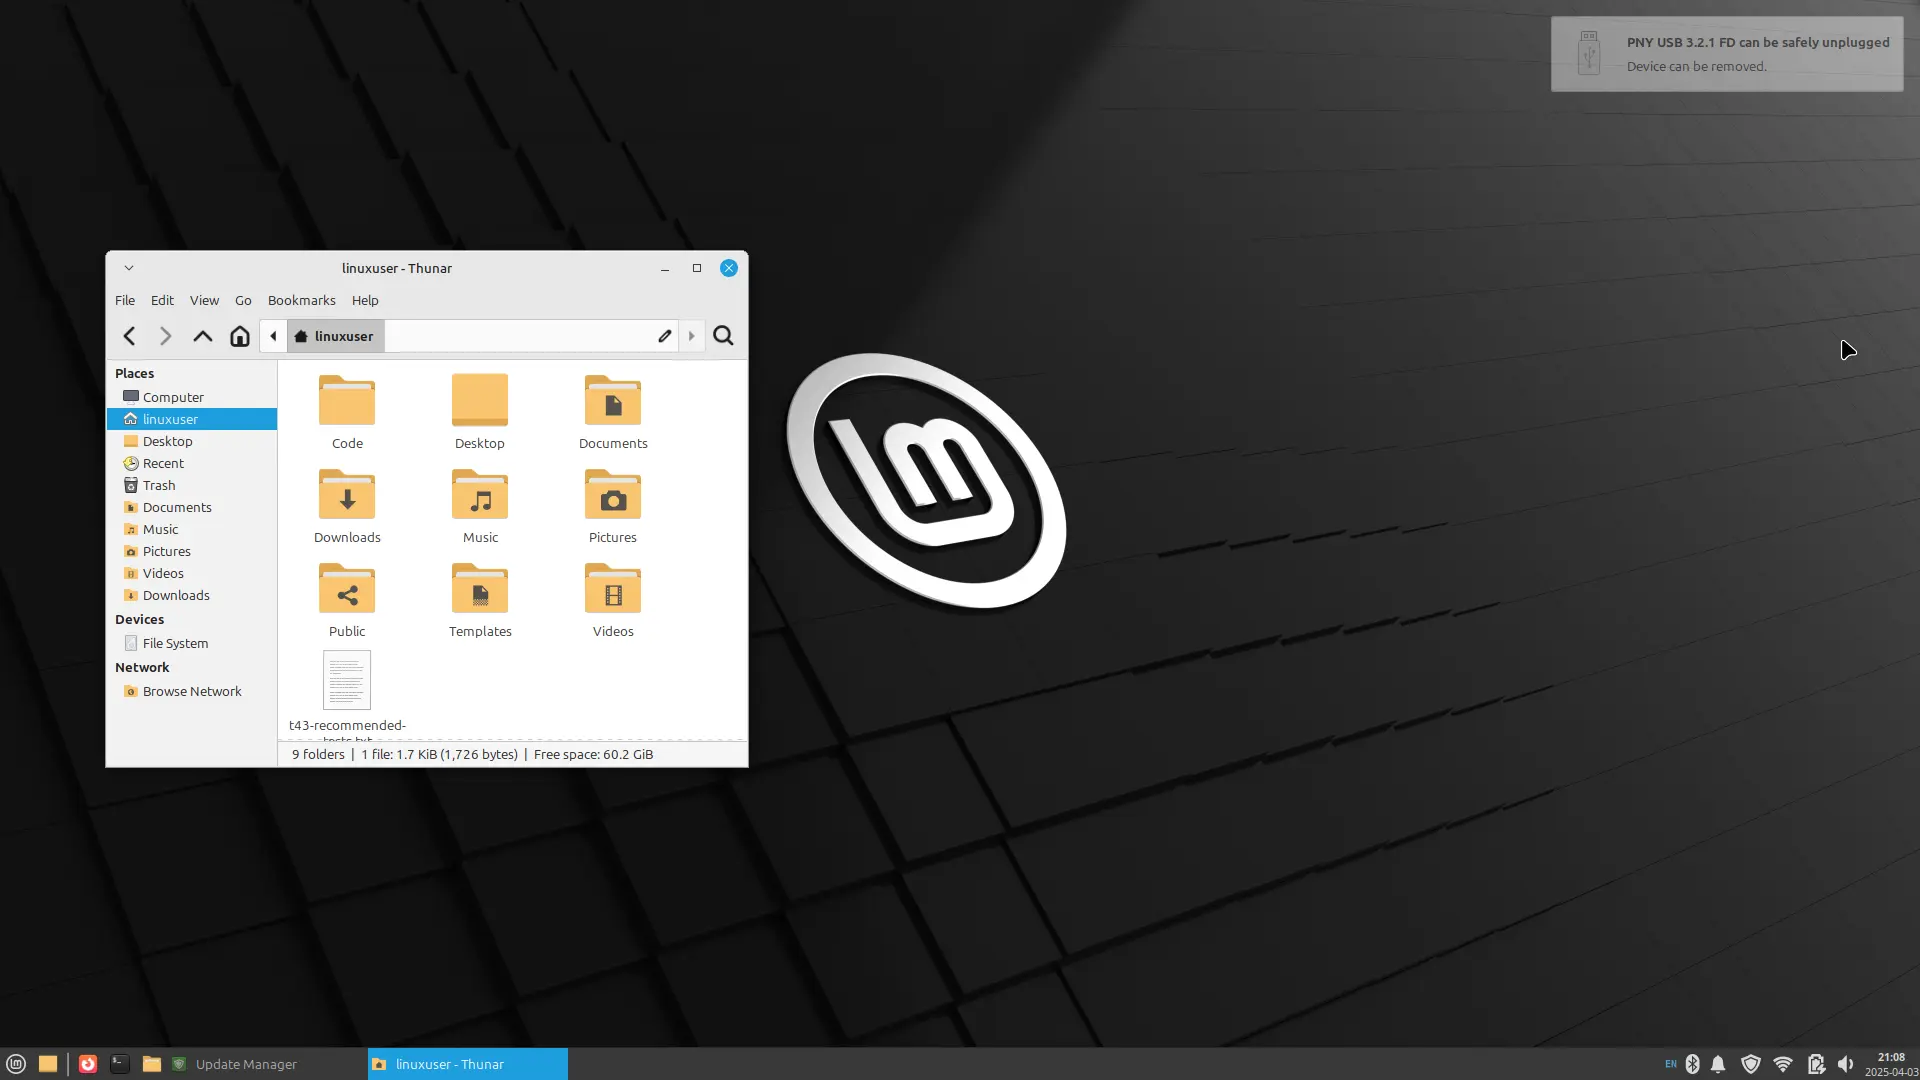 PNY USB 3.2.1 FD can be safely unplugged
Device can be removed.
linuxuser - Thunar
File Edit View Go Bookmarks Help
linuxuser
Places
Computer
linuxuser
Desktop
Recent
Trash
Documents
Music
Pictures
Videos
Downloads
Devices
File System
Network
Browse Network
Code Desktop Documents
Downloads Music Pictures
Public Templates Videos
t43-recommended-
tests.txt
9 folders | 1 file: 1.7 KiB (1,726 bytes) | Free space: 60.2 GiB
Update Manager
linuxuser - Thunar
EN
21:08
2025-04-03